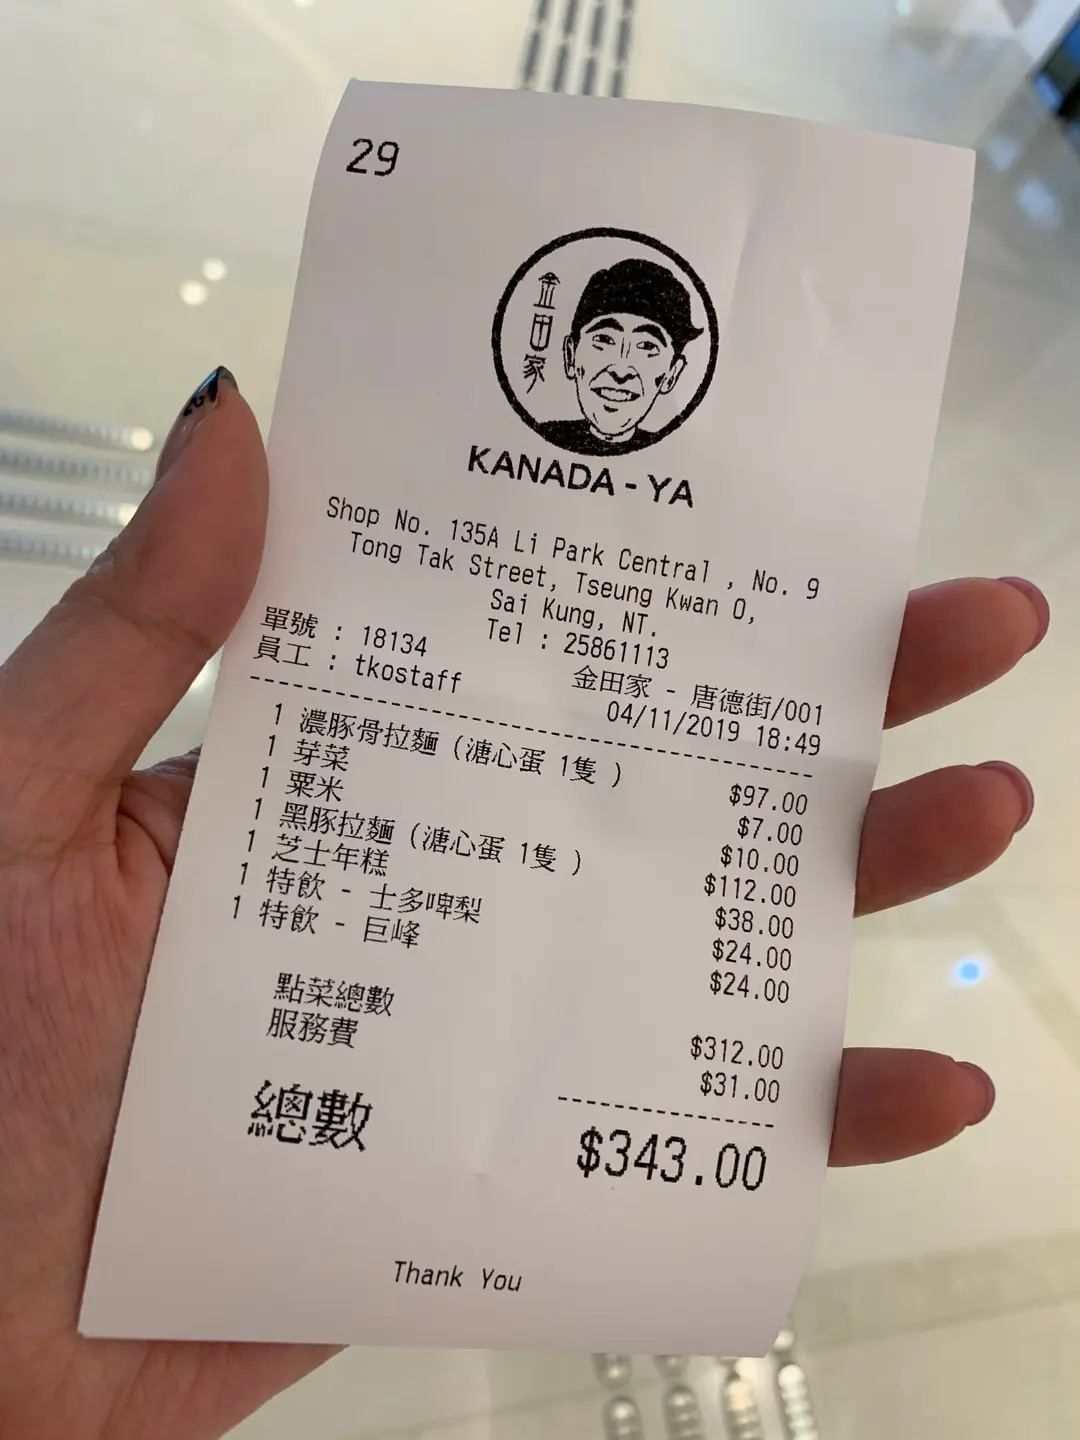 29
金田家
KANADA-YA
Shop No. 135A Li Park Central , No. 9
Tong Tak Street, Tseung Kwan O,
Sai Kung, NT.
Tel : 25861113
單號 : 18134 金田家 - 唐德街/001
員工 : tkostaff 04/11/2019 18:49
1 濃豚骨拉麵 (溏心蛋 1隻 ) $97.00
1 芽菜 $7.00
1 粟米 $10.00
1 黑豚拉麵 (溏心蛋 1隻 ) $112.00
1 芝士年糕 $38.00
1 特飲 - 士多啤梨 $24.00
1 特飲 - 巨峰 $24.00
點菜總數 $312.00
服務費 $31.00
總數 $343.00
Thank You